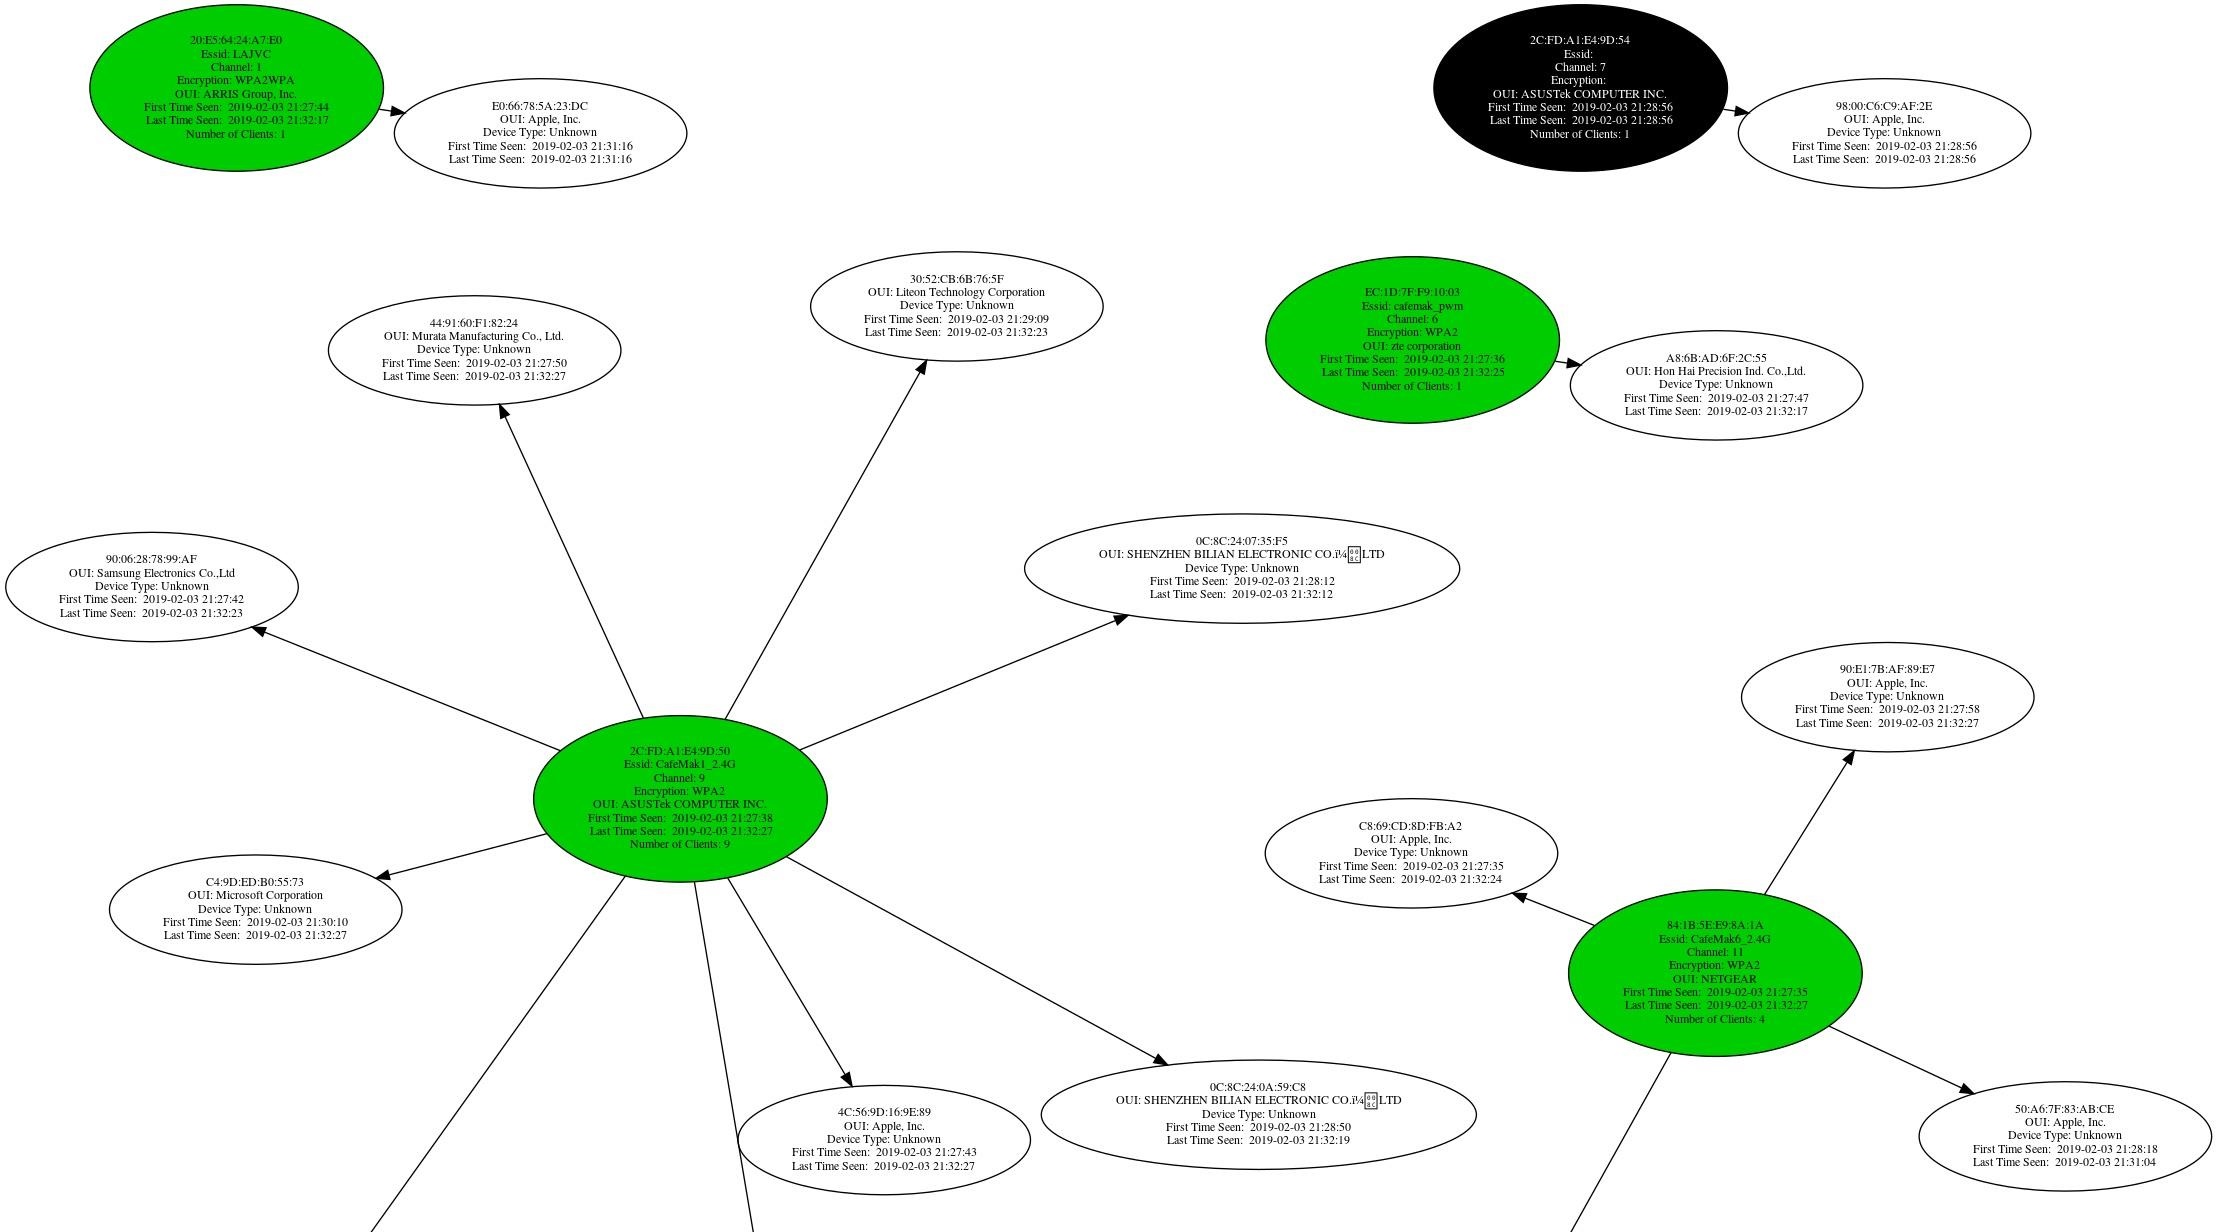 20:E5:64:24:A7:E0
Essid: LAJVC
Channel: 1
Encryption: WPA2WPA
OUI: ARRIS Group, Inc.
First Time Seen: 2019-02-03 21:27:44
Last Time Seen: 2019-02-03 21:32:17
Number of Clients: 1
E0:66:78:5A:23:DC
OUI: Apple, Inc.
Device Type: Unknown
First Time Seen: 2019-02-03 21:31:16
Last Time Seen: 2019-02-03 21:31:16
2C:FD:A1:E4:9D:54
Essid:
Channel: 7
Encryption:
OUI: ASUSTek COMPUTER INC.
First Time Seen: 2019-02-03 21:28:56
Last Time Seen: 2019-02-03 21:28:56
Number of Clients: 1
98:00:C6:C9:AF:2E
OUI: Apple, Inc.
Device Type: Unknown
First Time Seen: 2019-02-03 21:28:56
Last Time Seen: 2019-02-03 21:28:56
44:91:60:F1:82:24
OUI: Murata Manufacturing Co., Ltd.
Device Type: Unknown
First Time Seen: 2019-02-03 21:27:50
Last Time Seen: 2019-02-03 21:32:27
30:52:CB:6B:76:5F
OUI: Liteon Technology Corporation
Device Type: Unknown
First Time Seen: 2019-02-03 21:29:09
Last Time Seen: 2019-02-03 21:32:23
EC:1D:7F:F9:10:03
Essid: cafemak_pwm
Channel: 6
Encryption: WPA2
OUI: zte corporation
First Time Seen: 2019-02-03 21:27:36
Last Time Seen: 2019-02-03 21:32:25
Number of Clients: 1
A8:6B:AD:6F:2C:55
OUI: Hon Hai Precision Ind. Co.,Ltd.
Device Type: Unknown
First Time Seen: 2019-02-03 21:27:47
Last Time Seen: 2019-02-03 21:32:17
90:06:28:78:99:AF
OUI: Samsung Electronics Co.,Ltd
Device Type: Unknown
First Time Seen: 2019-02-03 21:27:42
Last Time Seen: 2019-02-03 21:32:23
0C:8C:24:07:35:F5
OUI: SHENZHEN BILIAN ELECTRONIC CO.ï¼LTD
Device Type: Unknown
First Time Seen: 2019-02-03 21:28:12
Last Time Seen: 2019-02-03 21:32:12
90:E1:7B:AF:89:E7
OUI: Apple, Inc.
Device Type: Unknown
First Time Seen: 2019-02-03 21:27:58
Last Time Seen: 2019-02-03 21:32:27
2C:FD:A1:E4:9D:50
Essid: CafeMak1_2.4G
Channel: 9
Encryption: WPA2
OUI: ASUSTek COMPUTER INC.
First Time Seen: 2019-02-03 21:27:38
Last Time Seen: 2019-02-03 21:32:27
Number of Clients: 9
C8:69:CD:8D:FB:A2
OUI: Apple, Inc.
Device Type: Unknown
First Time Seen: 2019-02-03 21:27:35
Last Time Seen: 2019-02-03 21:32:24
C4:9D:ED:B0:55:73
OUI: Microsoft Corporation
Device Type: Unknown
First Time Seen: 2019-02-03 21:30:10
Last Time Seen: 2019-02-03 21:32:27
84:1B:5E:E9:8A:1A
Essid: CafeMak6_2.4G
Channel: 11
Encryption: WPA2
OUI: NETGEAR
First Time Seen: 2019-02-03 21:27:35
Last Time Seen: 2019-02-03 21:32:27
Number of Clients: 4
4C:56:9D:16:9E:89
OUI: Apple, Inc.
Device Type: Unknown
First Time Seen: 2019-02-03 21:27:43
Last Time Seen: 2019-02-03 21:32:27
0C:8C:24:0A:59:C8
OUI: SHENZHEN BILIAN ELECTRONIC CO.ï¼LTD
Device Type: Unknown
First Time Seen: 2019-02-03 21:28:50
Last Time Seen: 2019-02-03 21:32:19
50:A6:7F:83:AB:CE
OUI: Apple, Inc.
Device Type: Unknown
First Time Seen: 2019-02-03 21:28:18
Last Time Seen: 2019-02-03 21:31:04